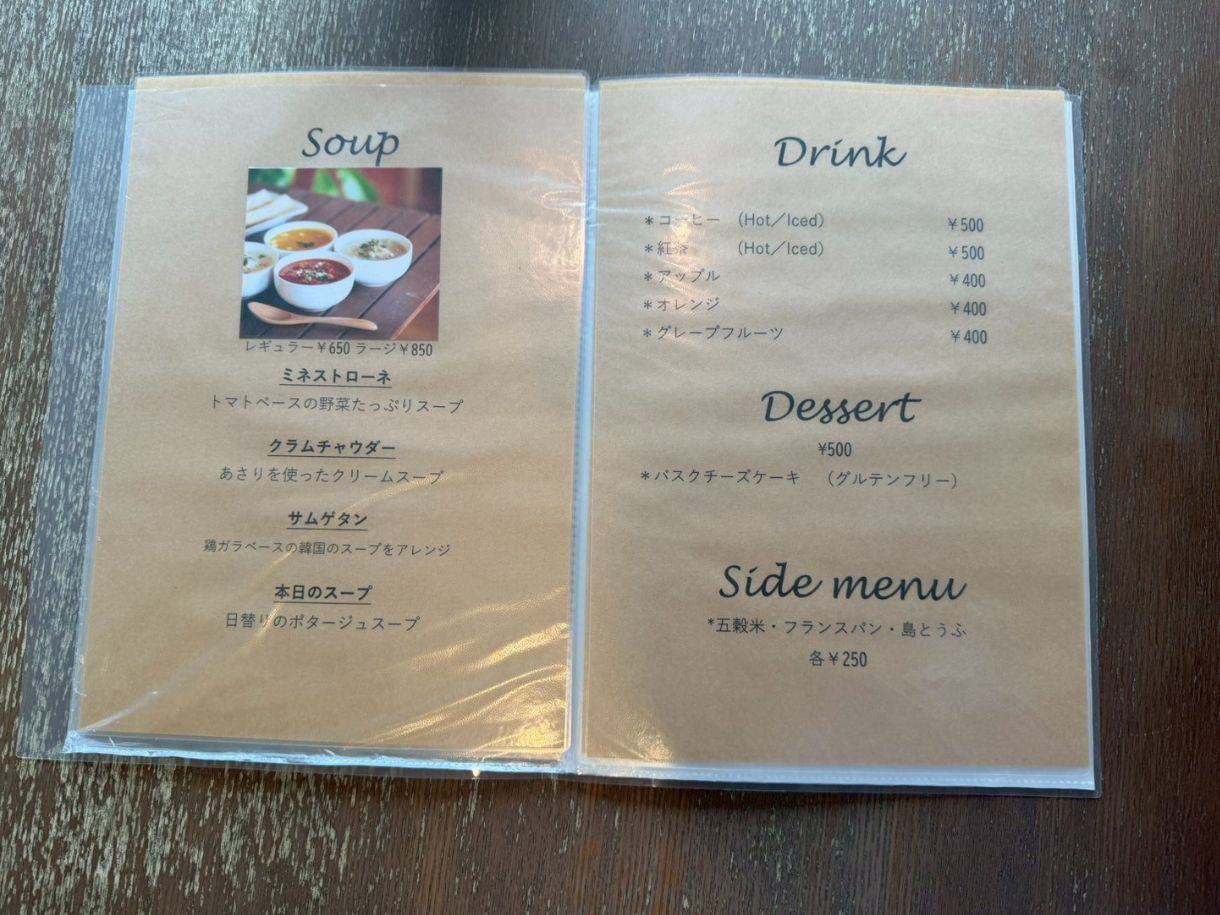 Soup
レギュラー￥650 ラージ￥850
ミネストローネ
トマトベースの野菜たっぷりスープ
クラムチャウダー
あさりを使ったクリームスープ
サムゲタン
鶏ガラベースの韓国のスープをアレンジ
本日のスープ
日替りのポタージュスープ
Drink
＊コーヒー （Hot／Iced） ￥500
＊紅茶 （Hot／Iced） ￥500
＊アップル ￥400
＊オレンジ ￥400
＊グレープフルーツ ￥400
Dessert
¥500
＊バスクチーズケーキ （グルテンフリー）
Side menu
*五穀米・フランスパン・島とうふ
各￥250